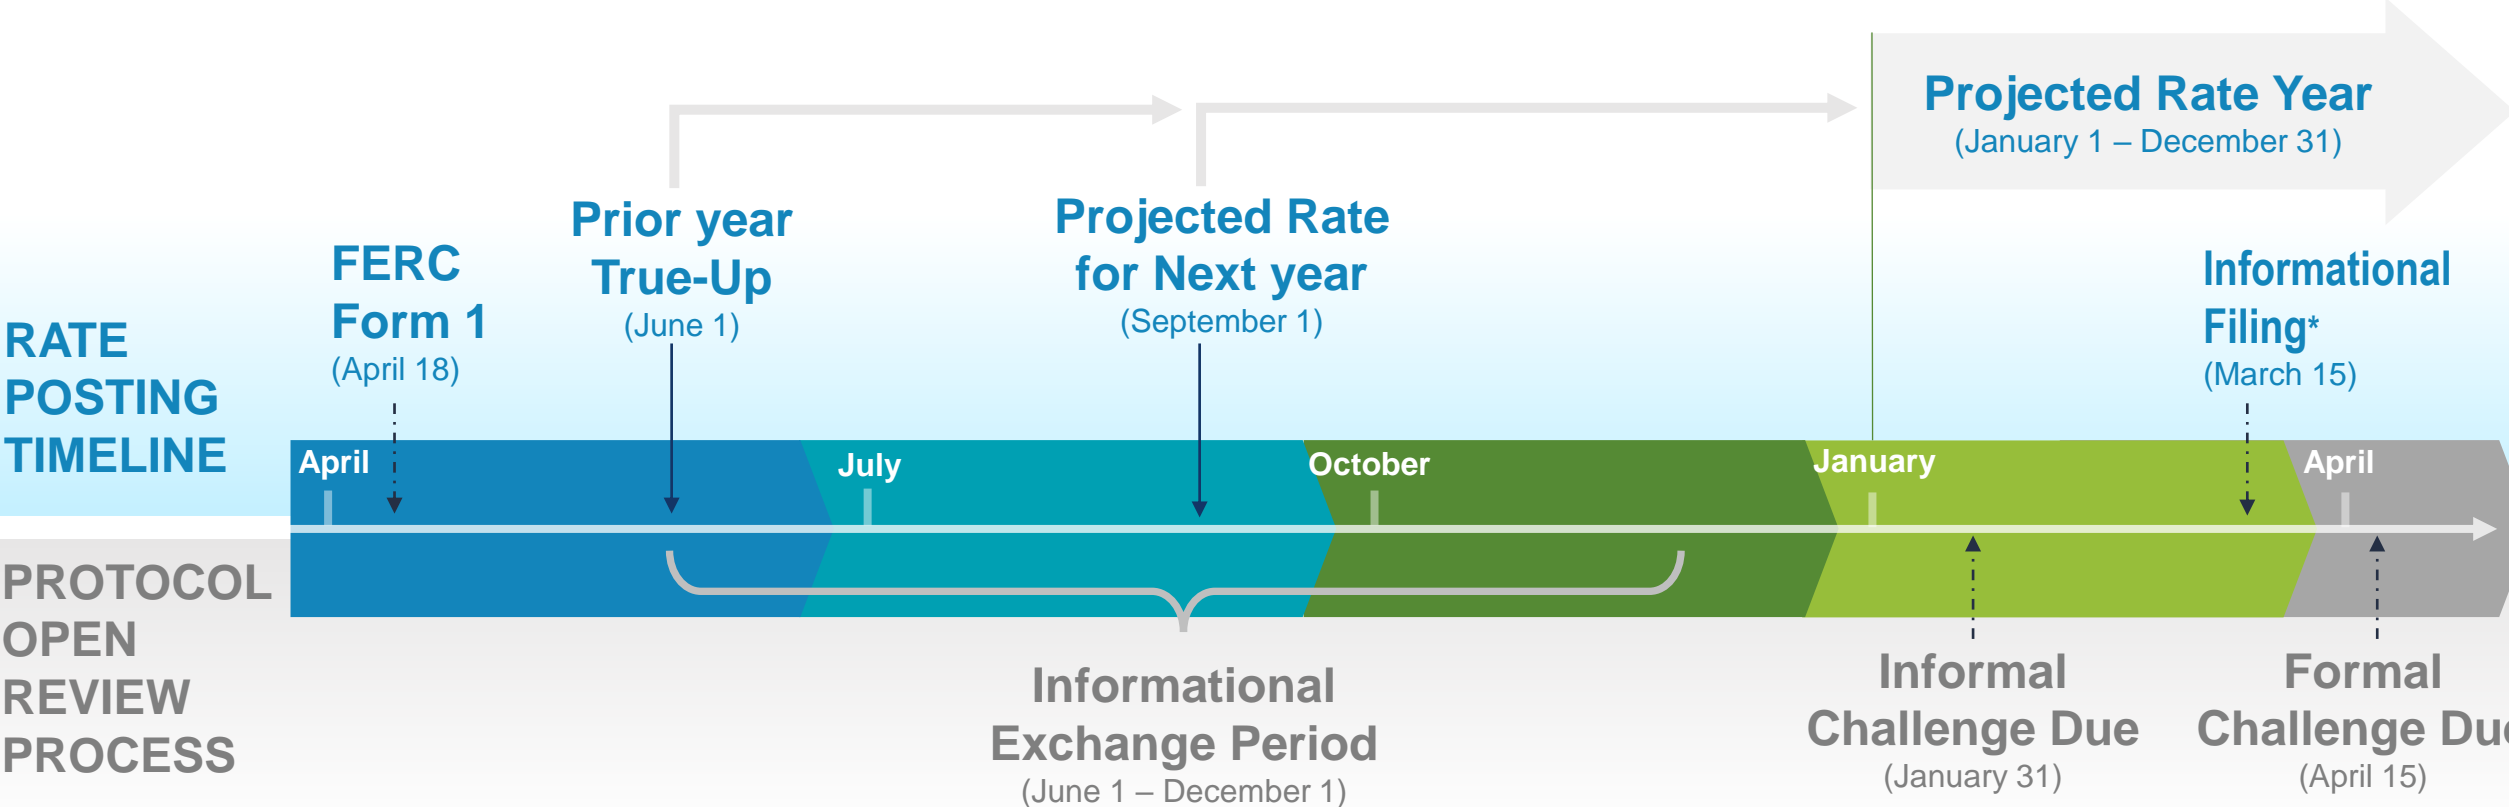 Projected Rate Year
(January 1 – December 31)
Prior year
True-Up
(June 1)
Projected Rate
for Next year
(September 1)
FERC
Form 1
(April 18)
Informational
Filing*
(March 15)
RATE
POSTING
TIMELINE
April
July
October
January
April
PROTOCOL
OPEN
REVIEW
PROCESS
Informational
Exchange Period
(June 1 – December 1)
Informal
Challenge Due
(January 31)
Formal
Challenge Due
(April 15)